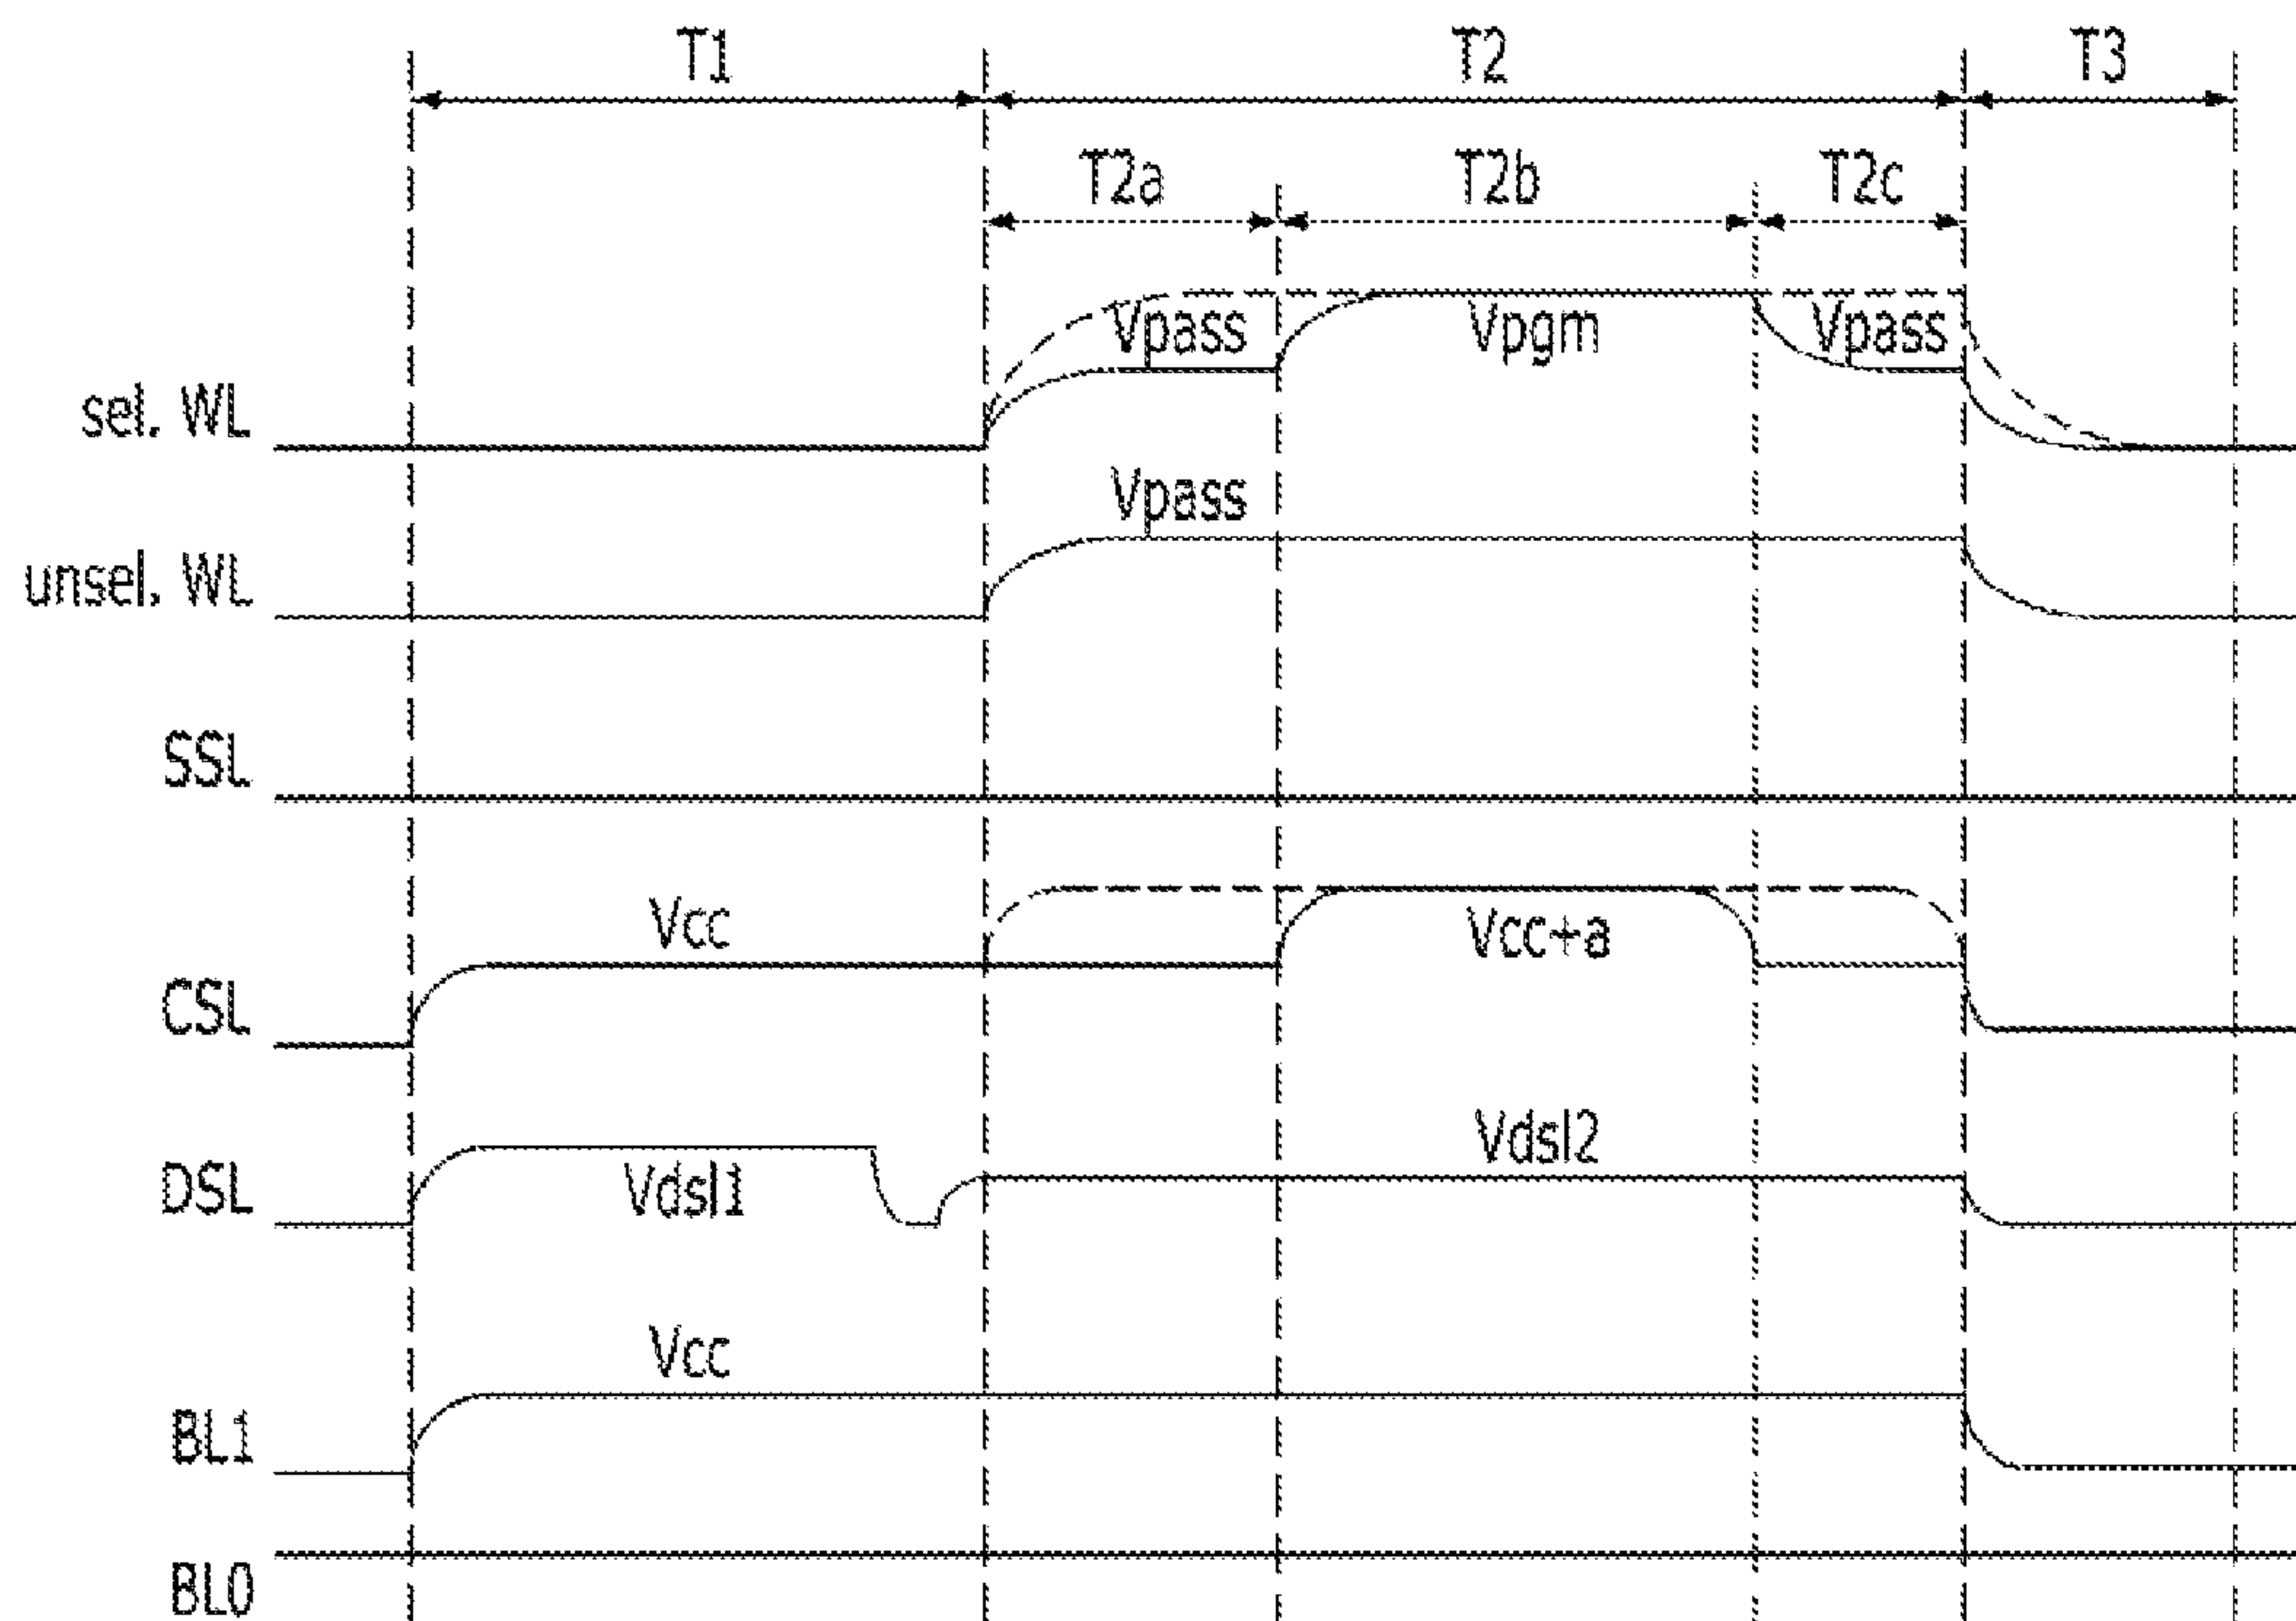 T1 T2 T3
T2a T2b T2c
Vpass Vpgm Vpass
sel. WL
Vpass
unsel. WL
SSL
Vcc Vcc+a
CSL
Vdsl2
DSL Vdsl1
Vcc
BL1
BL0